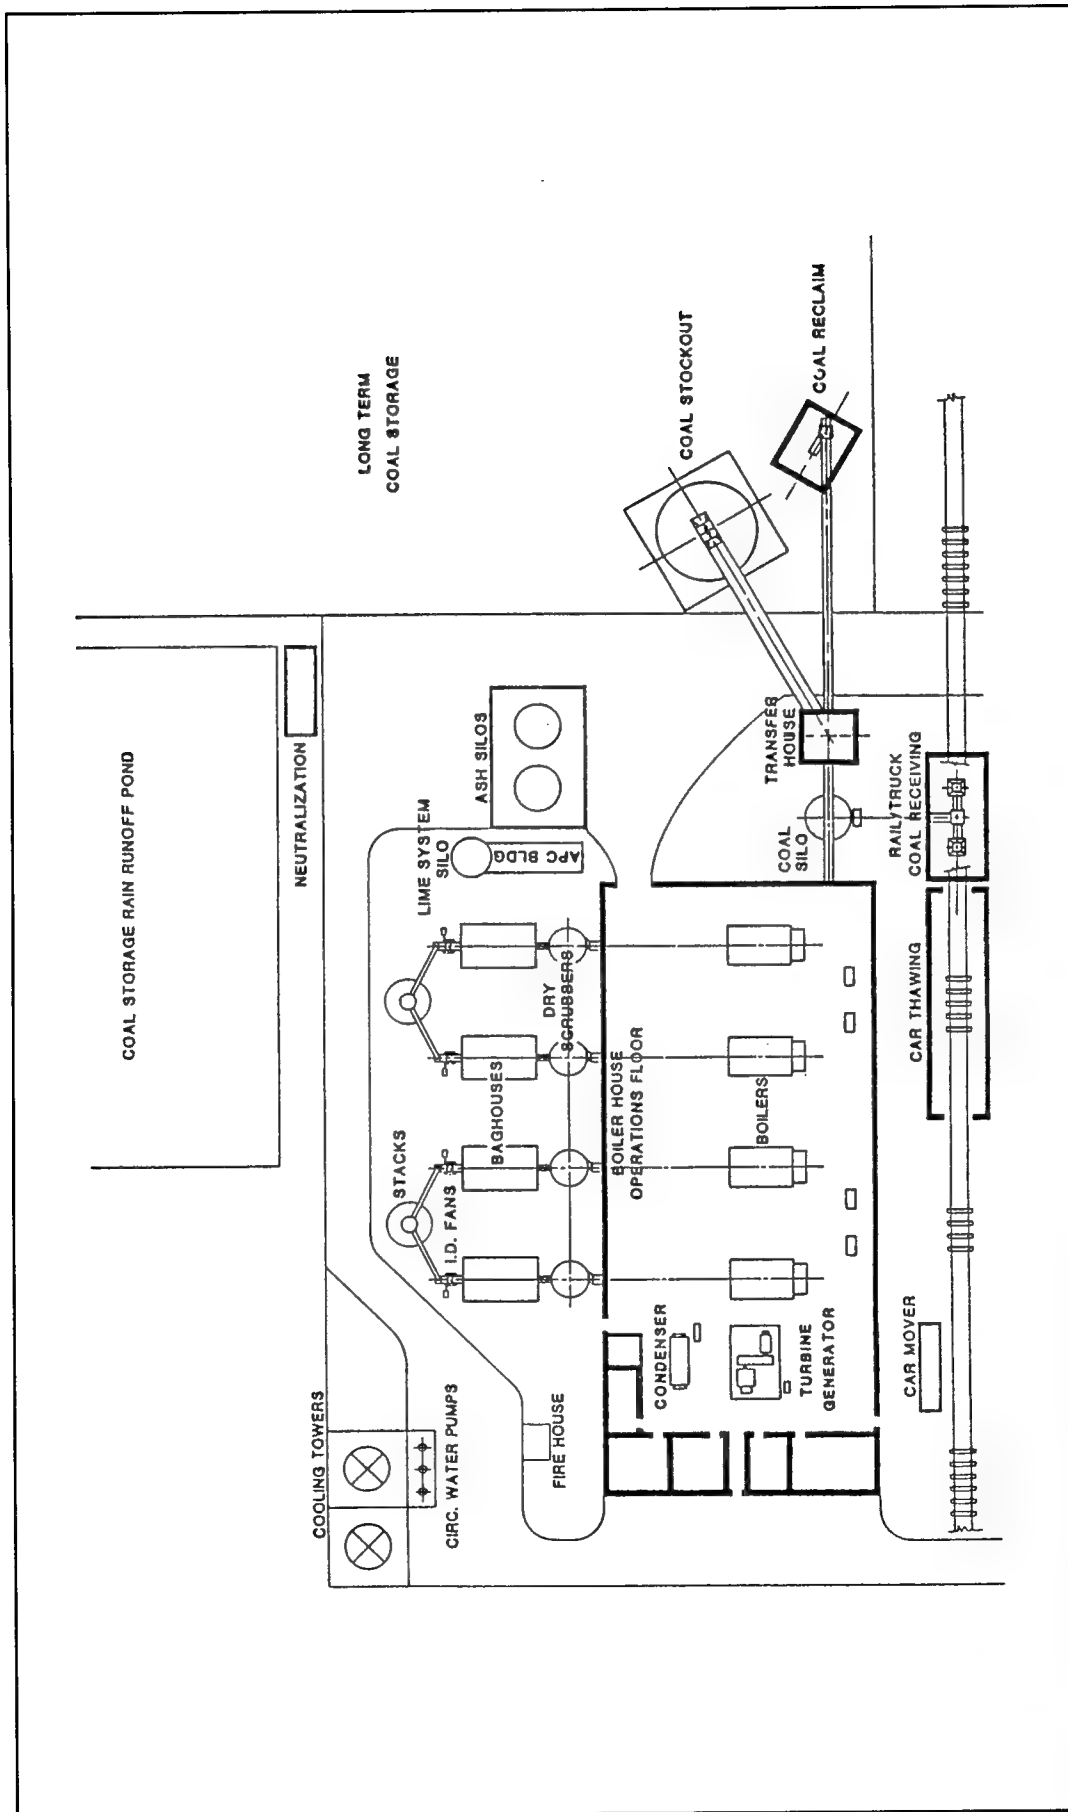 COAL STORAGE RAIN RUNOFF POND
NEUTRALIZATION
LONG TERM
COAL STORAGE
COAL STOCKOUT
COAL RECLAIM
COOLING TOWERS
CIRC. WATER PUMPS
STACKS
I.D. FANS
LIME SYSTEM
SILO
ASH SILOS
APC BLDG
BAGHOUSES
DRY
SCRUBBERS
FIRE HOUSE
BOILER HOUSE
OPERATIONS FLOOR
CONDENSER
BOILERS
TURBINE
GENERATOR
TRANSFER
HOUSE
COAL
SILO
RAIL/TRUCK
COAL RECEIVING
CAR THAWING
CAR MOVER